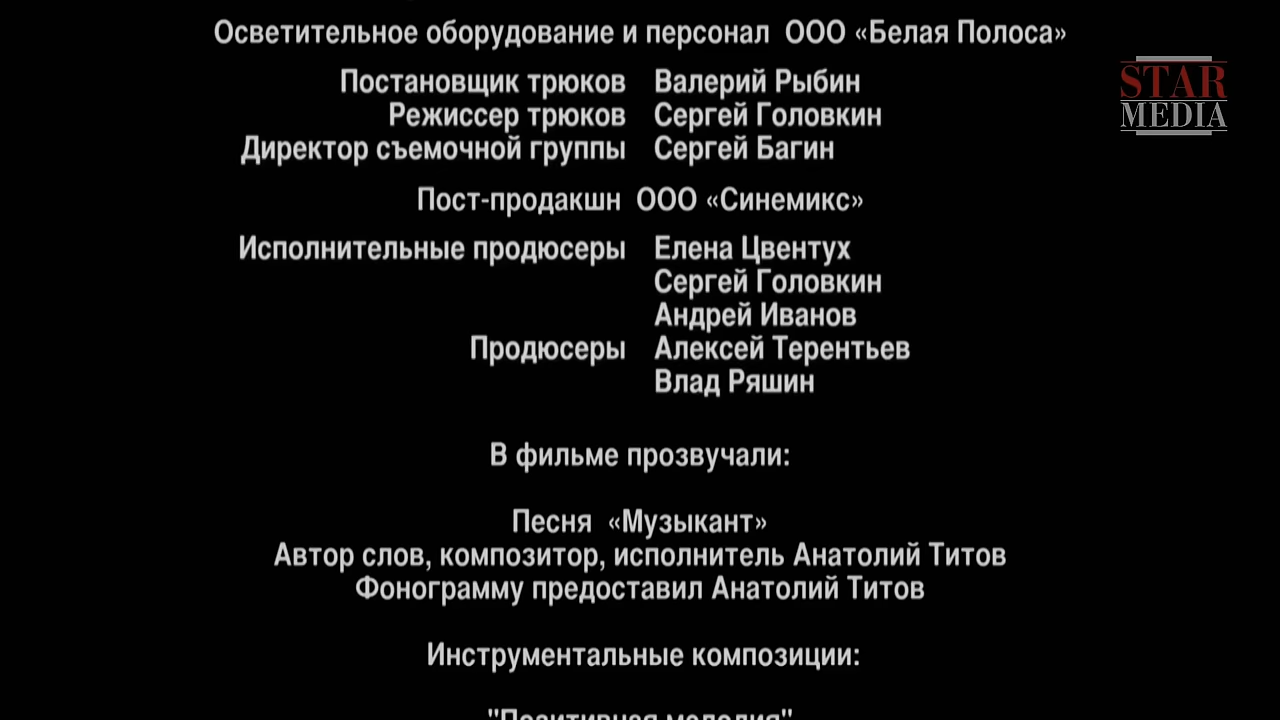 Осветительное оборудование и персонал ООО «Белая Полоса»
STAR
MEDIA
Постановщик трюков Валерий Рыбин
Режиссер трюков Сергей Головкин
Директор съемочной группы Сергей Багин
Пост-продакшн ООО «Синемикс»
Исполнительные продюсеры Елена Цвентух
Сергей Головкин
Андрей Иванов
Продюсеры Алексей Терентьев
Влад Ряшин
В фильме прозвучали:
Песня «Музыкант»
Автор слов, композитор, исполнитель Анатолий Титов
Фонограмму предоставил Анатолий Титов
Инструментальные композиции:
"Позитивная мелодия"